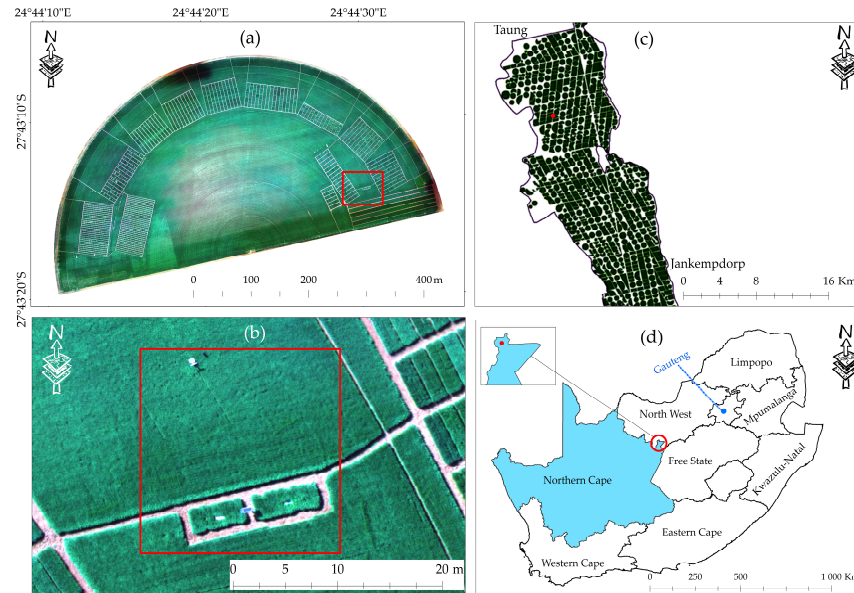 24°44'10"E
24°44'20"E
24°44'30"E
27°43'10"S
27°43'20"S
N
(a)
0 100 200 300 400 m
N
(c)
Taung
Jankempdorp
0 4 8 16 Km
N
(b)
0 5 10 20 m
N
(d)
Limpopo
Gauteng
Mpumalanga
North West
Free State
Kwazulu-Natal
Northern Cape
Eastern Cape
Western Cape
0 250 500 1 000 K